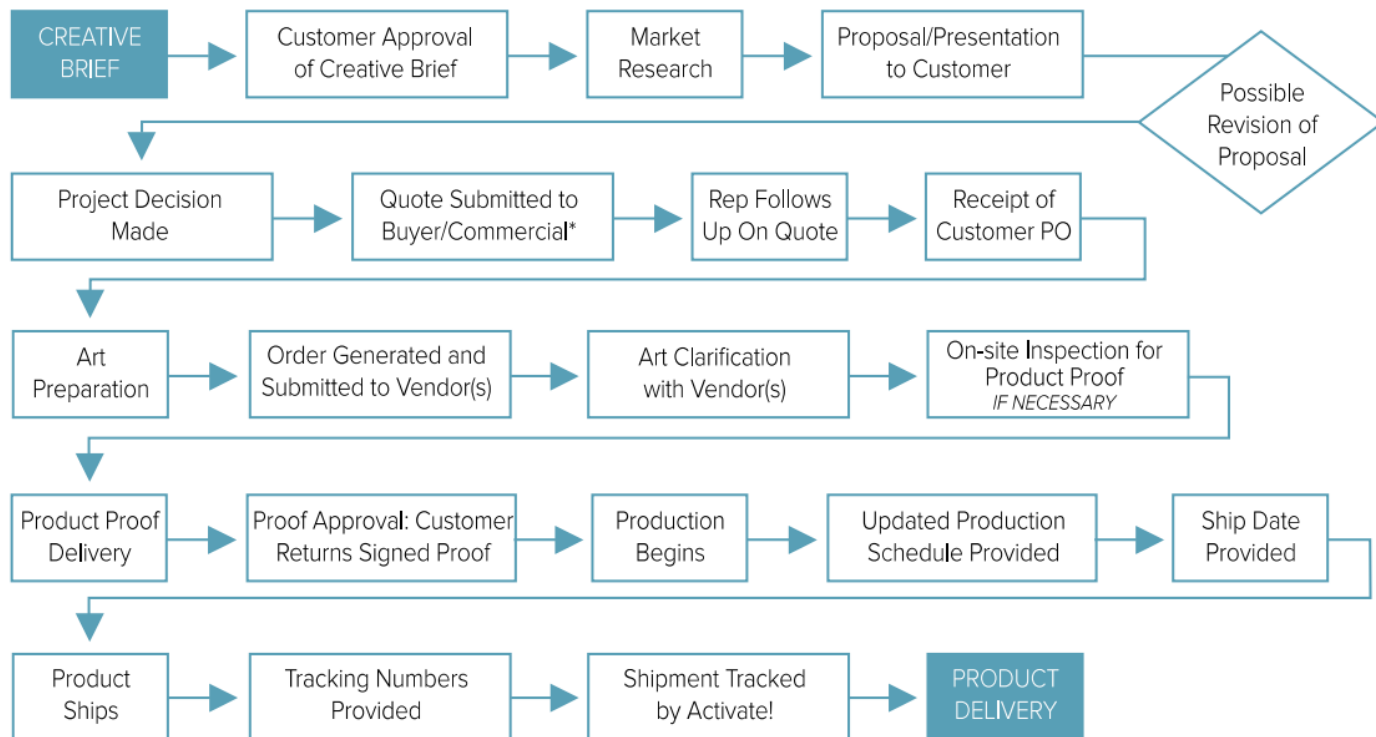 CREATIVE
BRIEF
Customer Approval
of Creative Brief
Market
Research
Proposal/Presentation
to Customer
Possible
Revision of
Proposal
Project Decision
Made
Quote Submitted to
Buyer/Commercial*
Rep Follows
Up On Quote
Receipt of
Customer PO
Art
Preparation
Order Generated and
Submitted to Vendor(s)
Art Clarification
with Vendor(s)
On-site Inspection for
Product Proof
IF NECESSARY
Product Proof
Delivery
Proof Approval: Customer
Returns Signed Proof
Production
Begins
Updated Production
Schedule Provided
Ship Date
Provided
Product
Ships
Tracking Numbers
Provided
Shipment Tracked
by Activate!
PRODUCT
DELIVERY